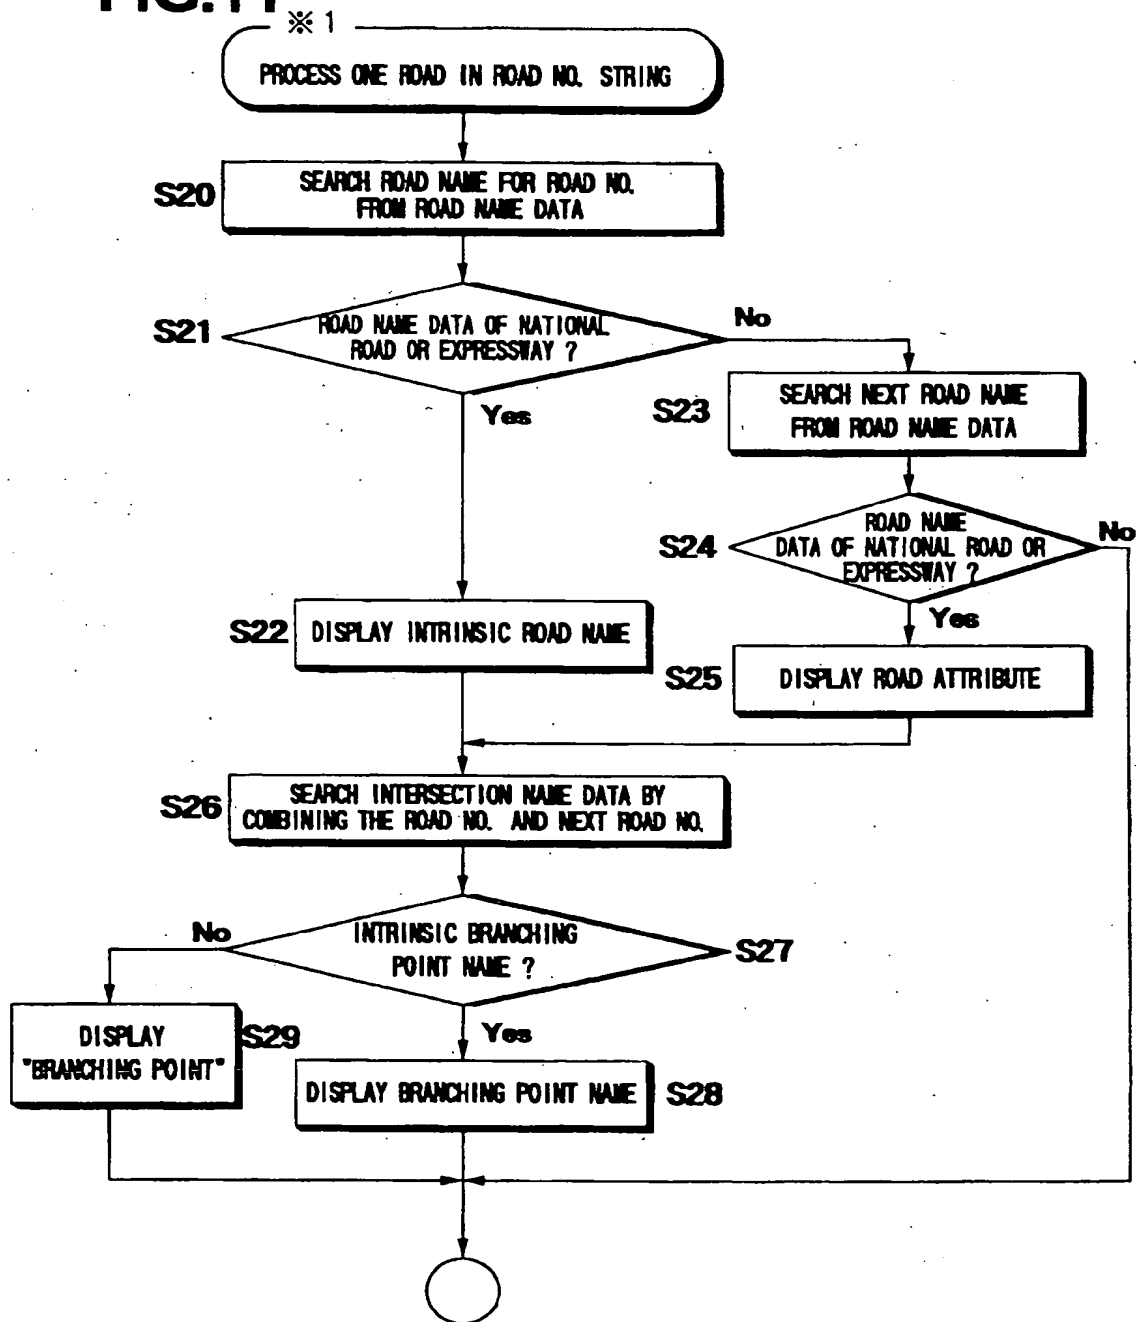 ※ 1
PROCESS ONE ROAD IN ROAD NO. STRING
S20
SEARCH ROAD NAME FOR ROAD NO.
FROM ROAD NAME DATA
S21
ROAD NAME DATA OF NATIONAL
ROAD OR EXPRESSWAY ?
No
Yes
S23
SEARCH NEXT ROAD NAME
FROM ROAD NAME DATA
S24
ROAD NAME
DATA OF NATIONAL ROAD OR
EXPRESSWAY ?
No
Yes
S22
DISPLAY INTRINSIC ROAD NAME
S25
DISPLAY ROAD ATTRIBUTE
S26
SEARCH INTERSECTION NAME DATA BY
COMBINING THE ROAD NO. AND NEXT ROAD NO.
No
INTRINSIC BRANCHING
POINT NAME ?
S27
Yes
DISPLAY
"BRANCHING POINT"
S29
DISPLAY BRANCHING POINT NAME
S28